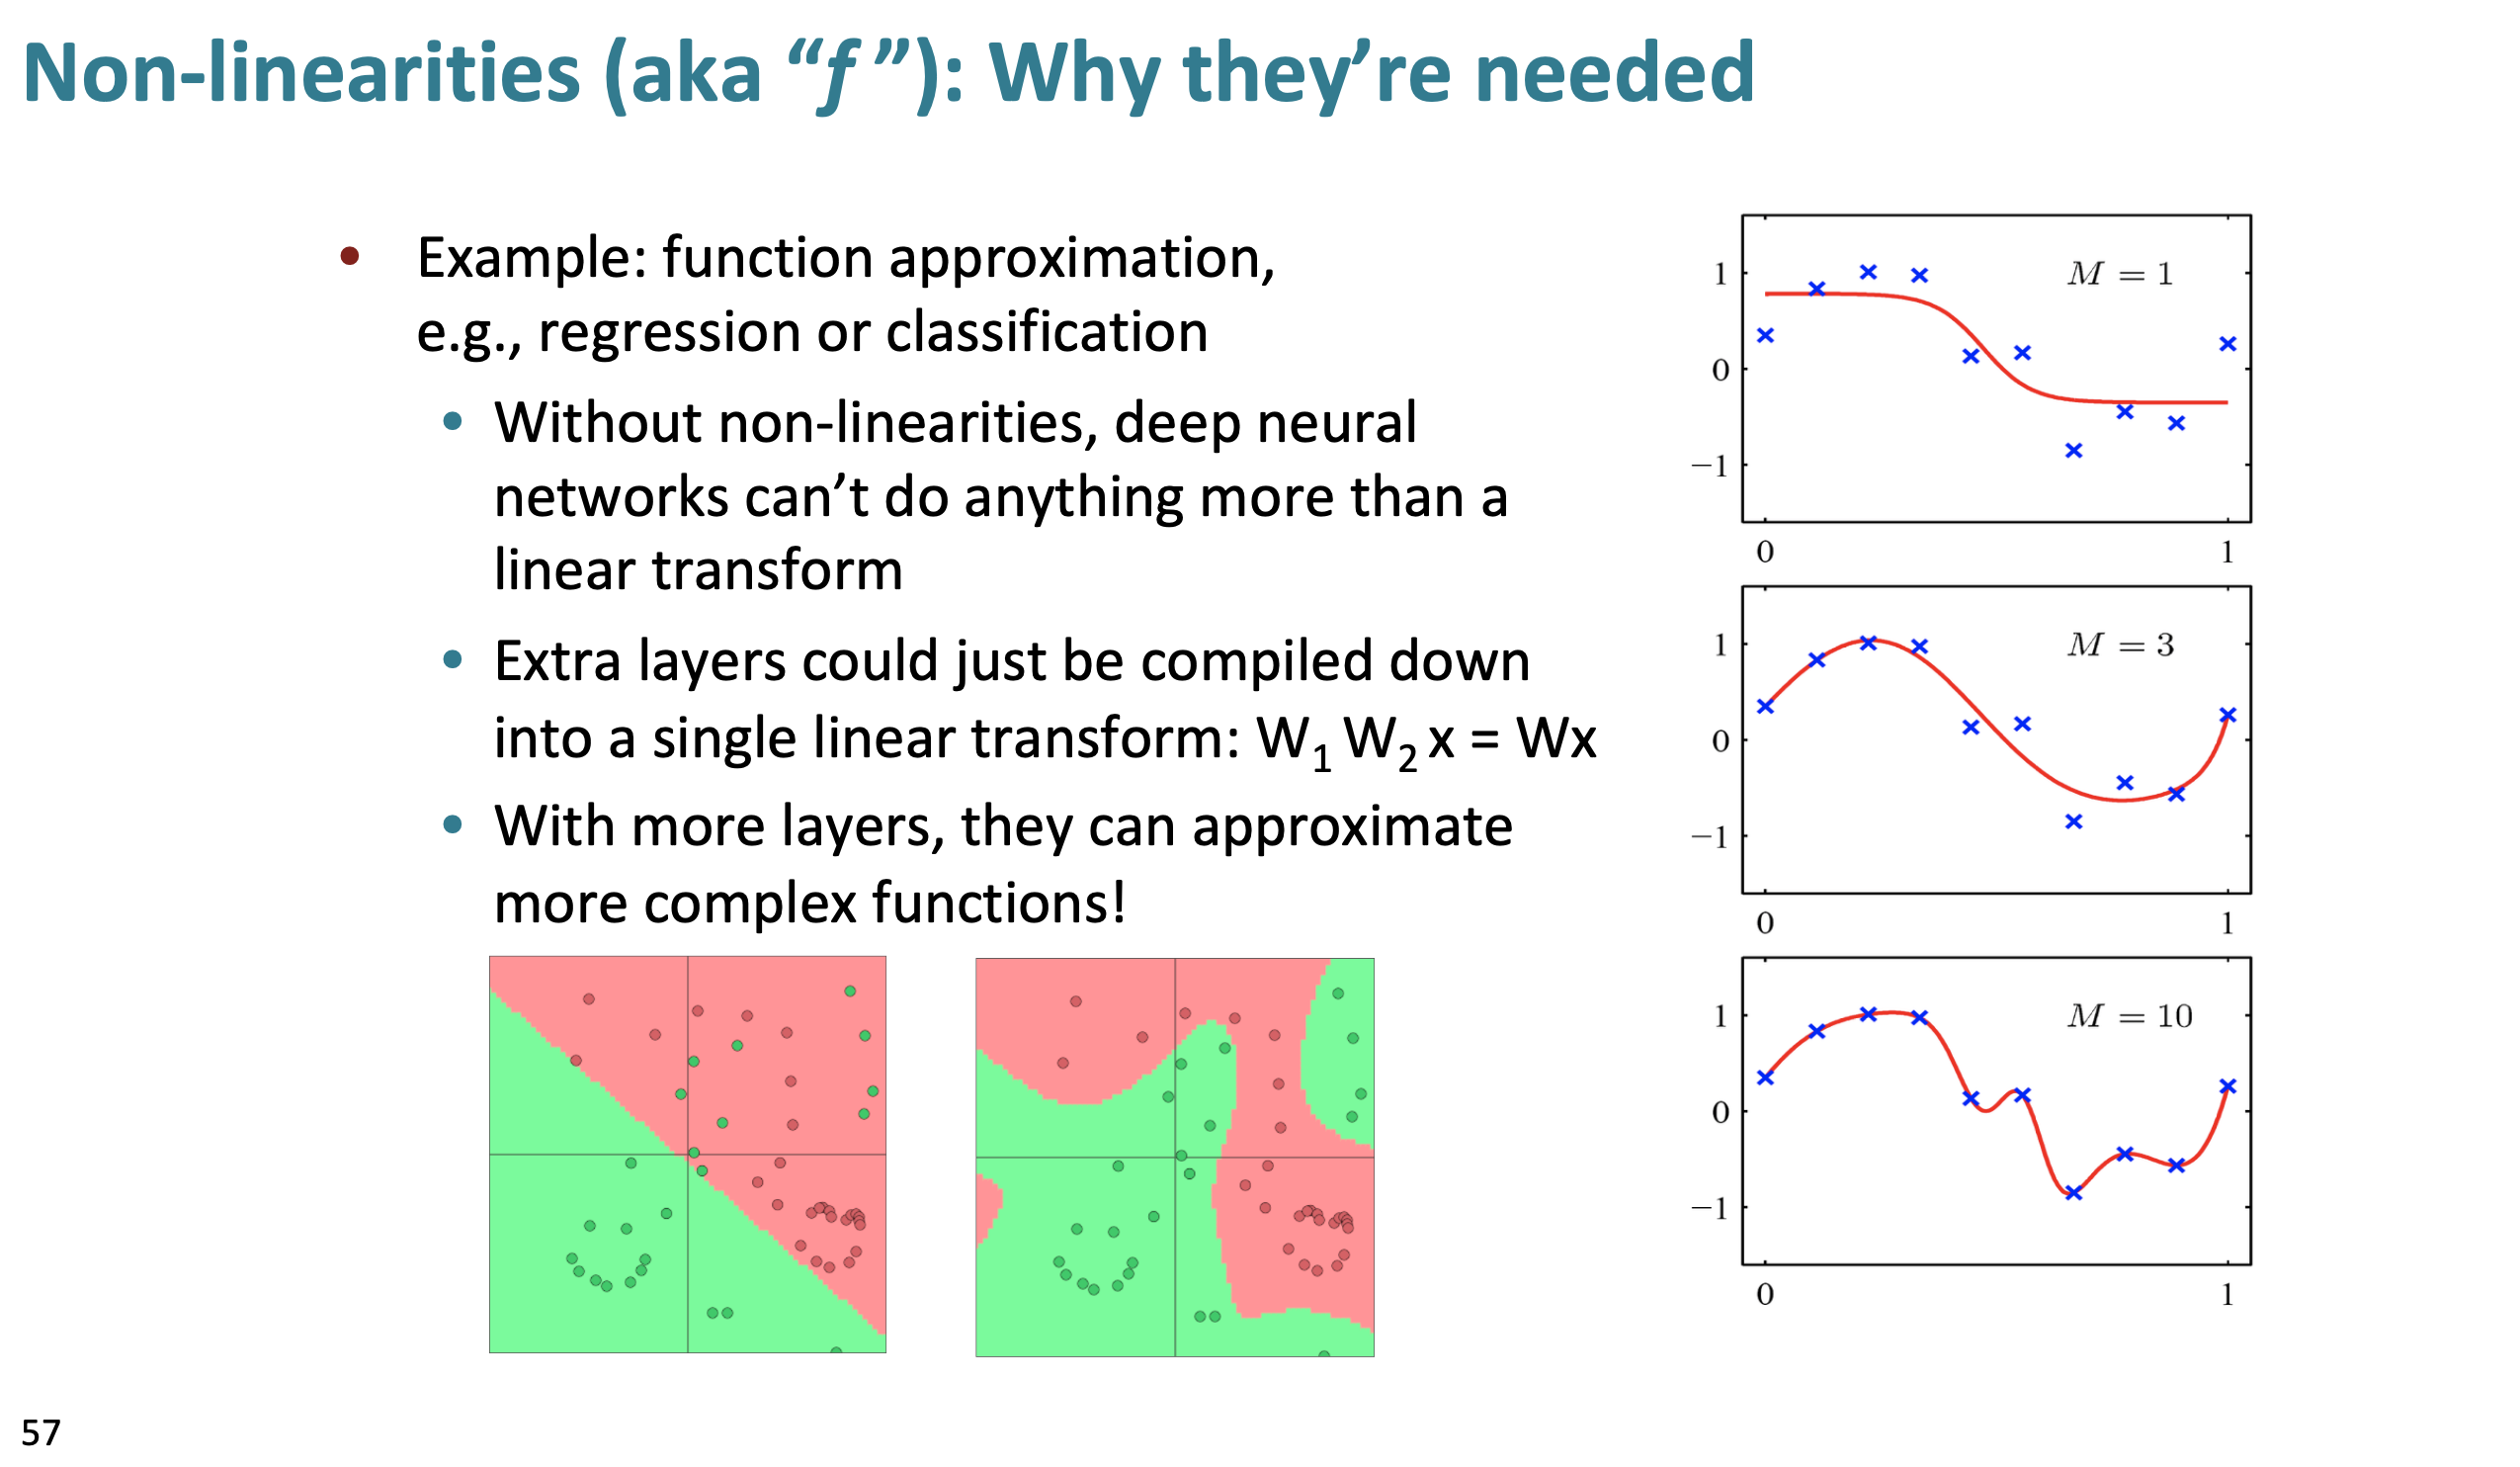 Non-linearities (aka “f ”): Why they’re needed
• Example: function approximation,
e.g., regression or classification
• Without non-linearities, deep neural
networks can’t do anything more than a
linear transform
• Extra layers could just be compiled down
into a single linear transform: W₁ W₂ x = Wx
• With more layers, they can approximate
more complex functions!
M = 1
1
0
−1
0 1
M = 3
1
0
−1
0 1
M = 10
1
0
−1
0 1
57